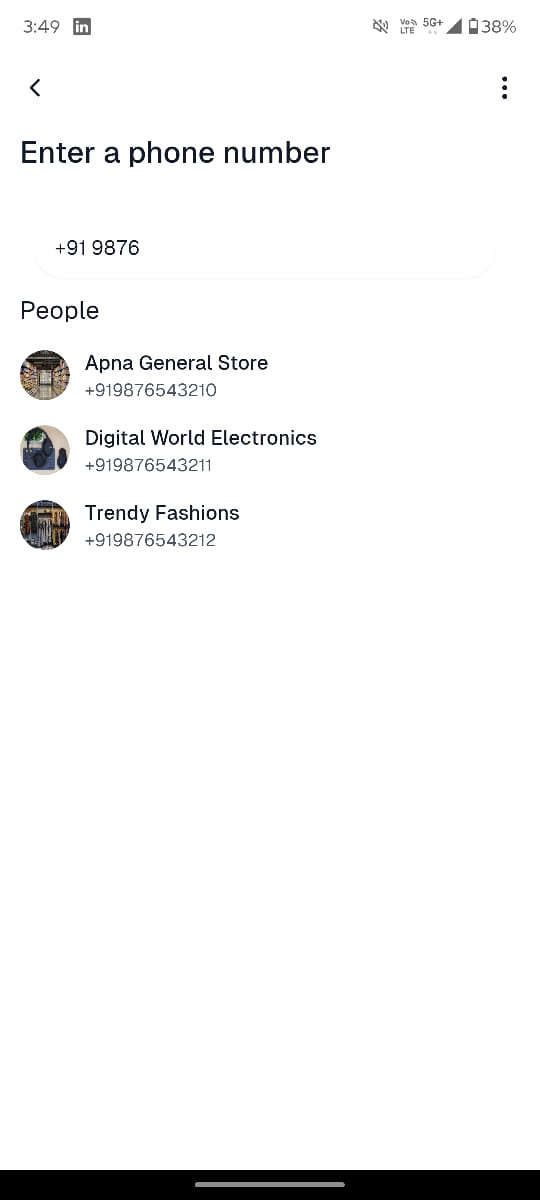 3:49 in Vo) LTE 5G+ 38%
Enter a phone number
+91 9876
People
Apna General Store
+919876543210
Digital World Electronics
+919876543211
Trendy Fashions
+919876543212